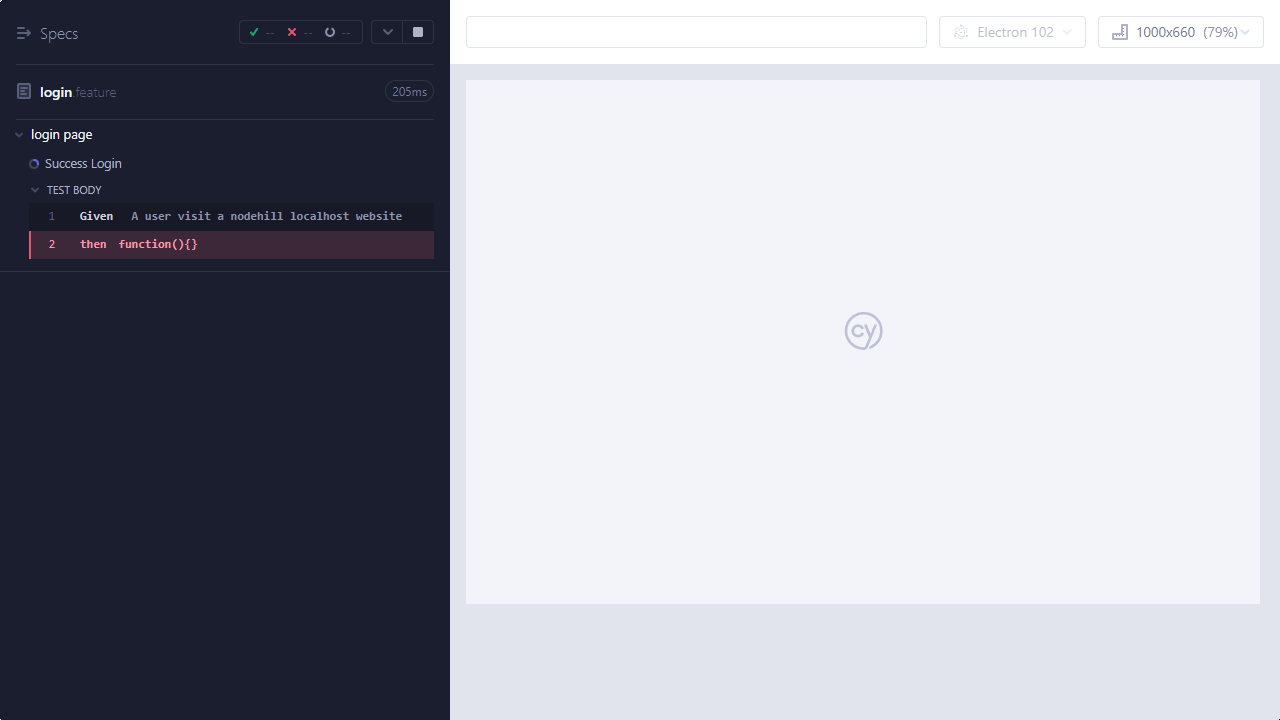 Specs
-- -- --
login.feature 205ms
login page
Success Login
TEST BODY
1 Given A user visit a nodehill localhost website
2 then function(){}
Electron 102
1000x660 (79%)
cy